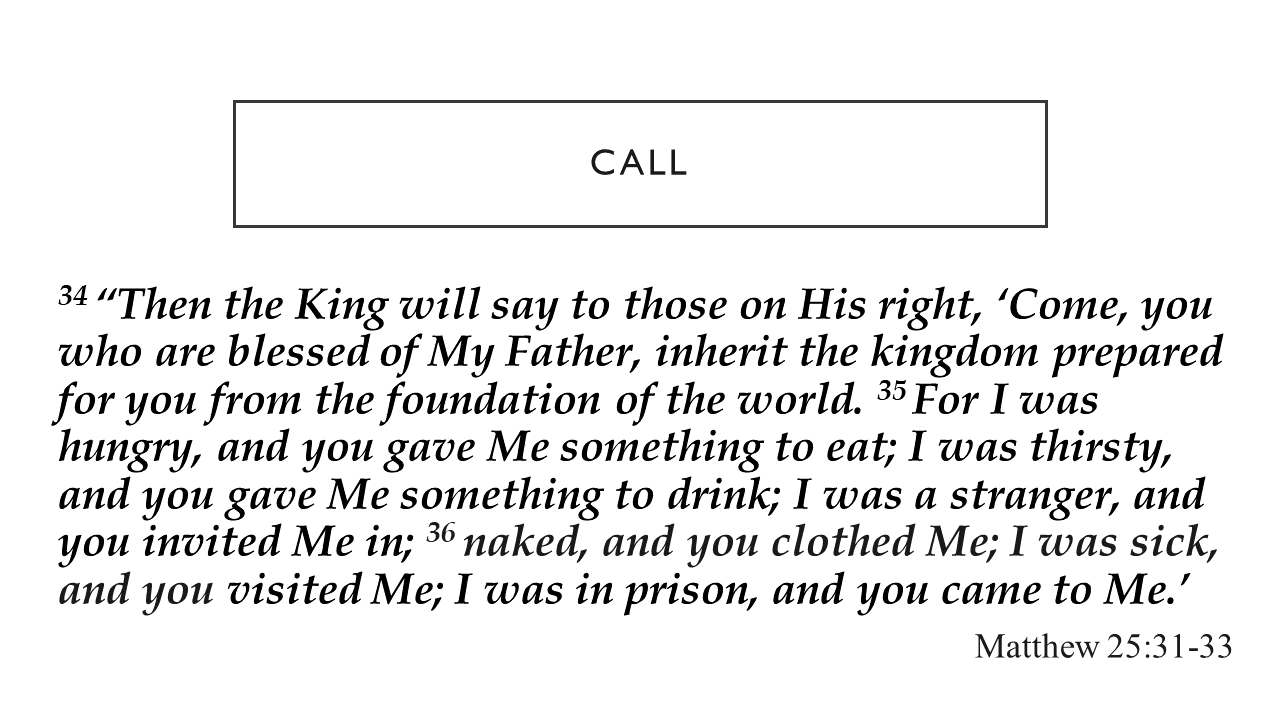 CALL
34 “Then the King will say to those on His right, ‘Come, you
who are blessed of My Father, inherit the kingdom prepared
for you from the foundation of the world. 35 For I was
hungry, and you gave Me something to eat; I was thirsty,
and you gave Me something to drink; I was a stranger, and
you invited Me in; 36 naked, and you clothed Me; I was sick,
and you visited Me; I was in prison, and you came to Me.’
Matthew 25:31-33